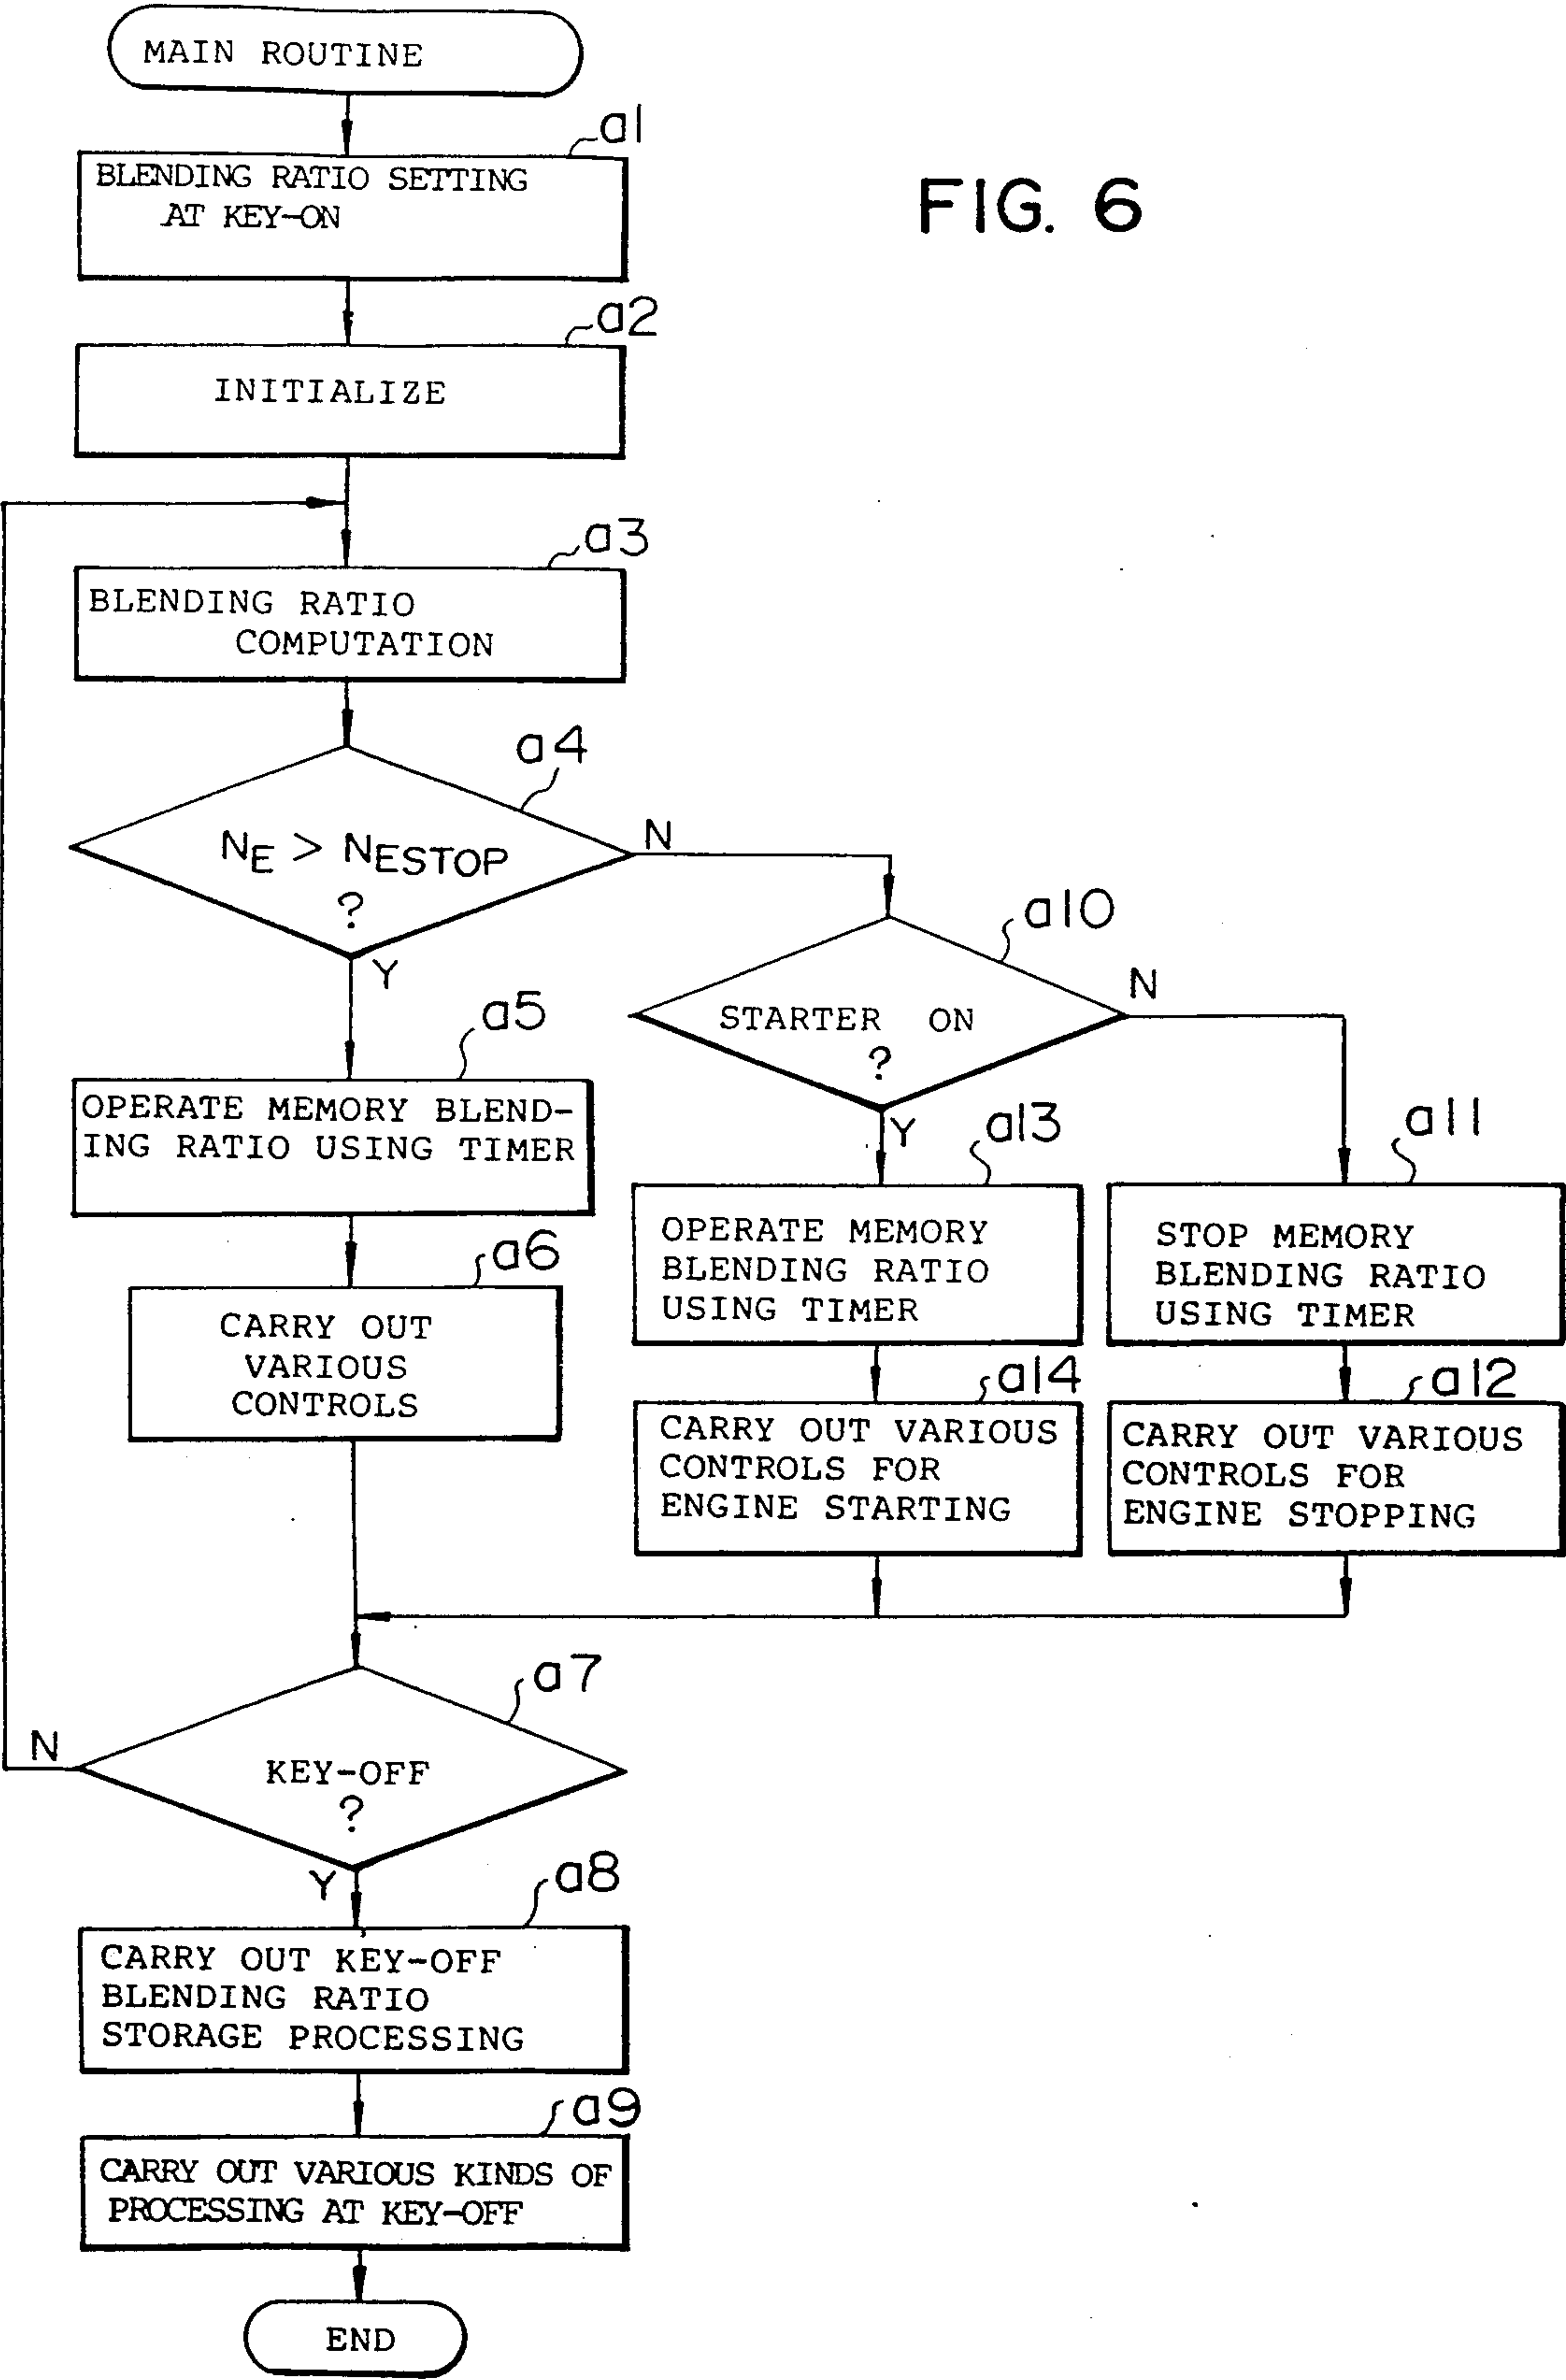 MAIN ROUTINE
a1
BLENDING RATIO SETTING
AT KEY-ON
FIG. 6
a2
INITIALIZE
a3
BLENDING RATIO
COMPUTATION
a4
NE > NESTOP
?
N
Y
a10
STARTER ON
?
N
Y
a5
OPERATE MEMORY BLEND-
ING RATIO USING TIMER
a6
CARRY OUT
VARIOUS
CONTROLS
a13
OPERATE MEMORY
BLENDING RATIO
USING TIMER
a11
STOP MEMORY
BLENDING RATIO
USING TIMER
a14
CARRY OUT VARIOUS
CONTROLS FOR
ENGINE STARTING
a12
CARRY OUT VARIOUS
CONTROLS FOR
ENGINE STOPPING
a7
N
KEY-OFF
?
Y
a8
CARRY OUT KEY-OFF
BLENDING RATIO
STORAGE PROCESSING
a9
CARRY OUT VARIOUS KINDS OF
PROCESSING AT KEY-OFF
END